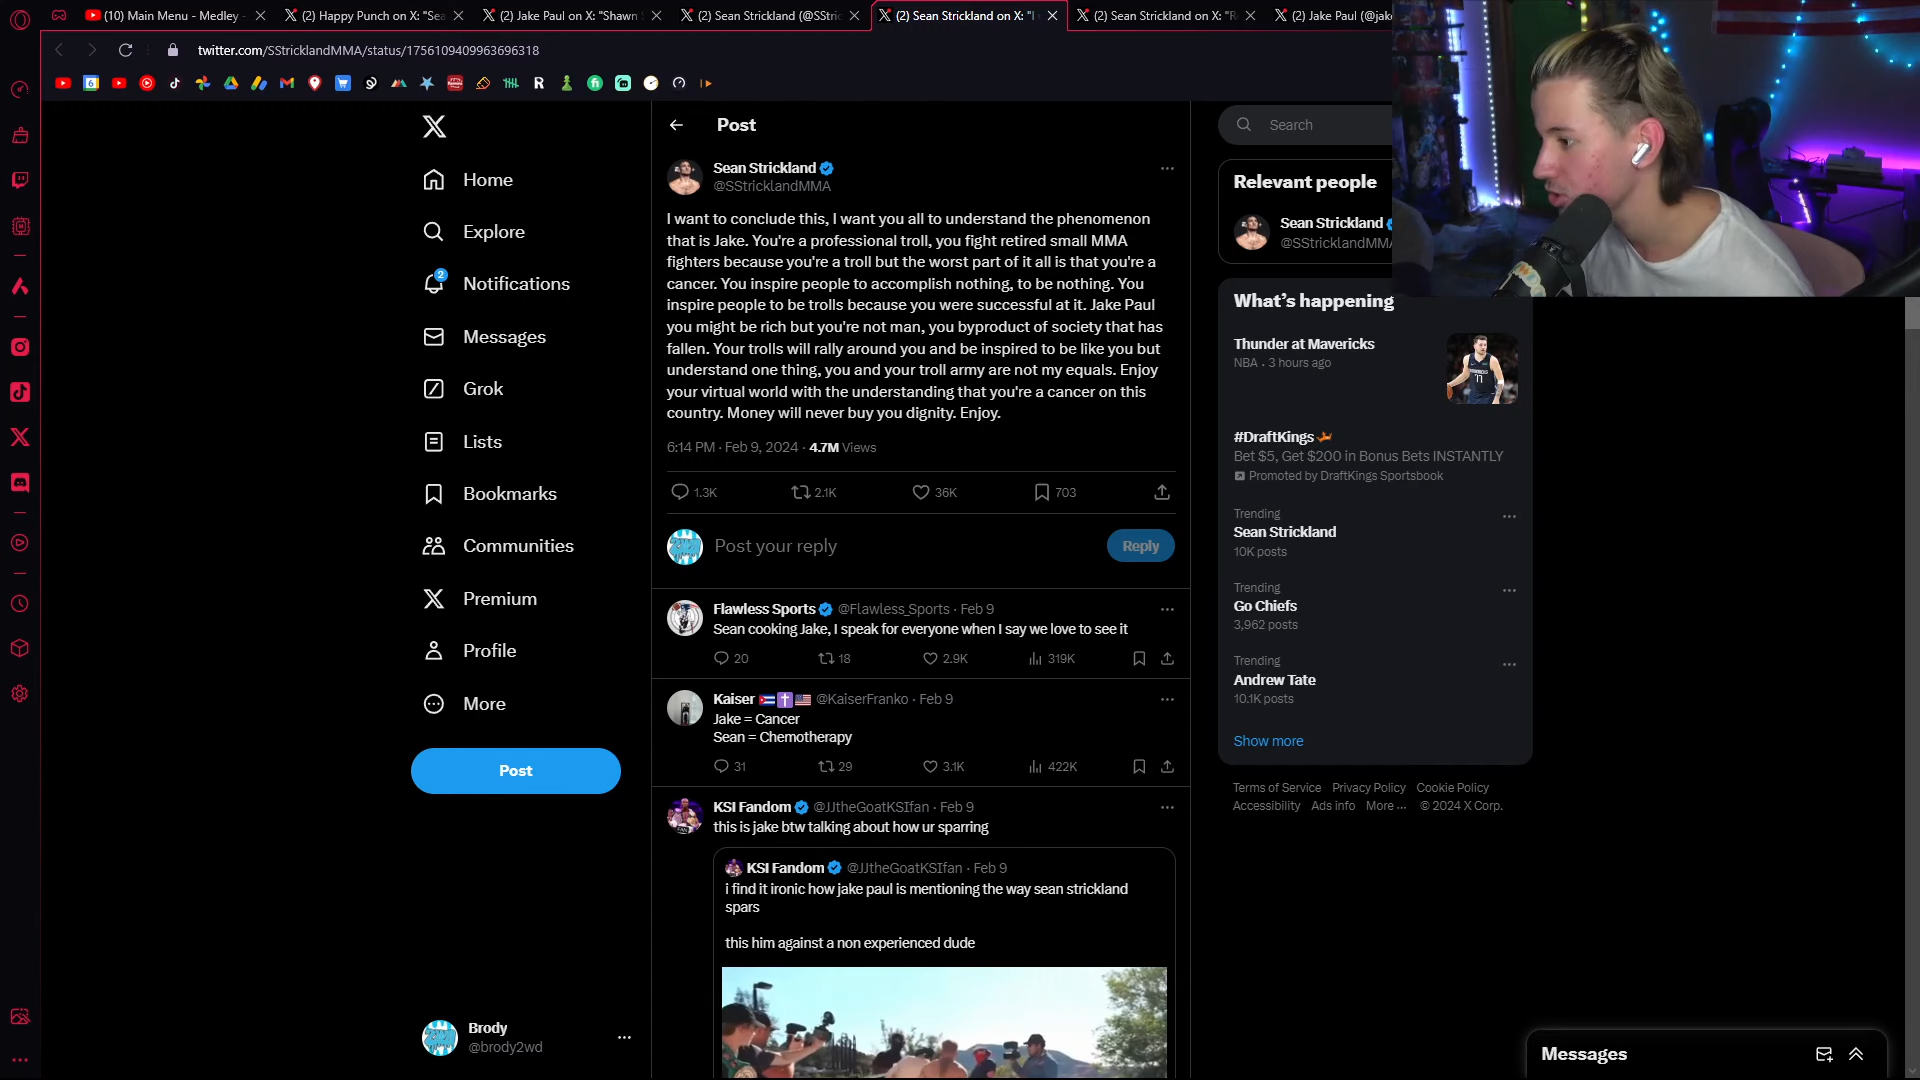 (10) Main Menu - Medley -
(2) Happy Punch on X: "Sea
(2) Jake Paul on X: "Shawn S
(2) Sean Strickland (@SStric
(2) Sean Strickland on X: "I
(2) Sean Strickland on X: "R
(2) Jake Paul (@jake
twitter.com/SStricklandMMA/status/1756109409963696318
Home
Explore
2
Notifications
Messages
Grok
Lists
Bookmarks
Communities
Premium
Profile
More
Post
Brody
@brody2wd
Post
Sean Strickland
@SStricklandMMA
I want to conclude this, I want you all to understand the phenomenon
that is Jake. You're a professional troll, you fight retired small MMA
fighters because you're a troll but the worst part of it all is that you're a
cancer. You inspire people to accomplish nothing, to be nothing. You
inspire people to be trolls because you were successful at it. Jake Paul
you might be rich but you're not man, you byproduct of society that has
fallen. Your trolls will rally around you and be inspired to be like you but
understand one thing, you and your troll army are not my equals. Enjoy
your virtual world with the understanding that you're a cancer on this
country. Money will never buy you dignity. Enjoy.
6:14 PM · Feb 9, 2024 · 4.7M Views
1.3K 2.1K 36K 703
Post your reply
Reply
Flawless Sports @Flawless_Sports · Feb 9
Sean cooking Jake, I speak for everyone when I say we love to see it
20 18 2.9K 319K
Kaiser @KaiserFranko · Feb 9
Jake = Cancer
Sean = Chemotherapy
31 29 3.1K 422K
KSI Fandom @JJtheGoatKSIfan · Feb 9
this is jake btw talking about how ur sparring
KSI Fandom @JJtheGoatKSIfan · Feb 9
i find it ironic how jake paul is mentioning the way sean strickland
spars
this him against a non experienced dude
Search
Relevant people
Sean Strickland
@SStricklandMMA
What's happening
Thunder at Mavericks
NBA · 3 hours ago
#DraftKings
Bet $5, Get $200 in Bonus Bets INSTANTLY
Promoted by DraftKings Sportsbook
Trending
Sean Strickland
10K posts
Trending
Go Chiefs
3,962 posts
Trending
Andrew Tate
10.1K posts
Show more
Terms of Service Privacy Policy Cookie Policy
Accessibility Ads info More ... © 2024 X Corp.
Messages